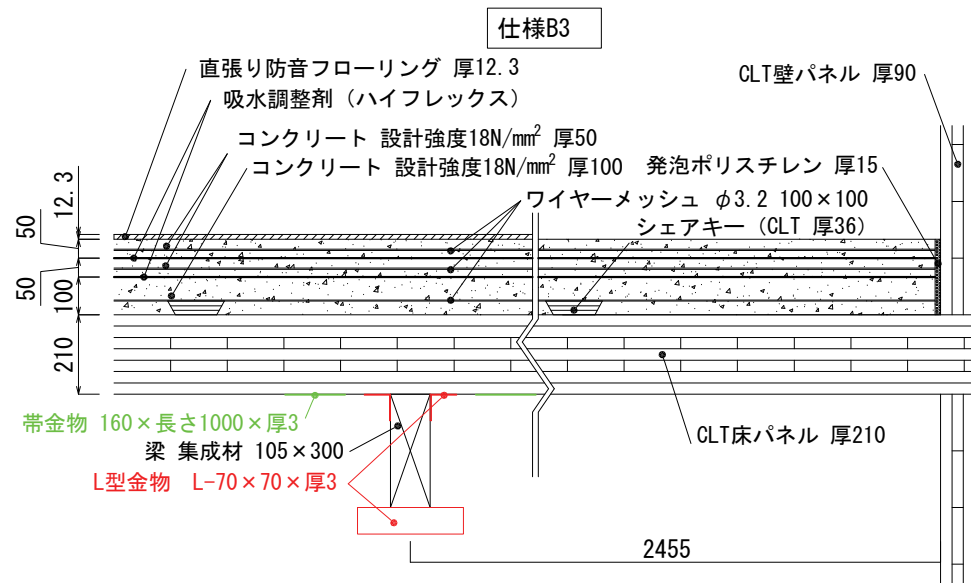 仕様B3
直張り防音フローリング 厚12.3
CLT壁パネル 厚90
吸水調整剤（ハイフレックス）
コンクリート 設計強度18N/mm² 厚50
コンクリート 設計強度18N/mm² 厚100
発泡ポリスチレン 厚15
ワイヤーメッシュ φ3.2 100×100
シェアキー（CLT 厚36）
12.3
50
50
100
210
帯金物 160×長さ1000×厚3
梁 集成材 105×300
CLT床パネル 厚210
L型金物 L-70×70×厚3
2455